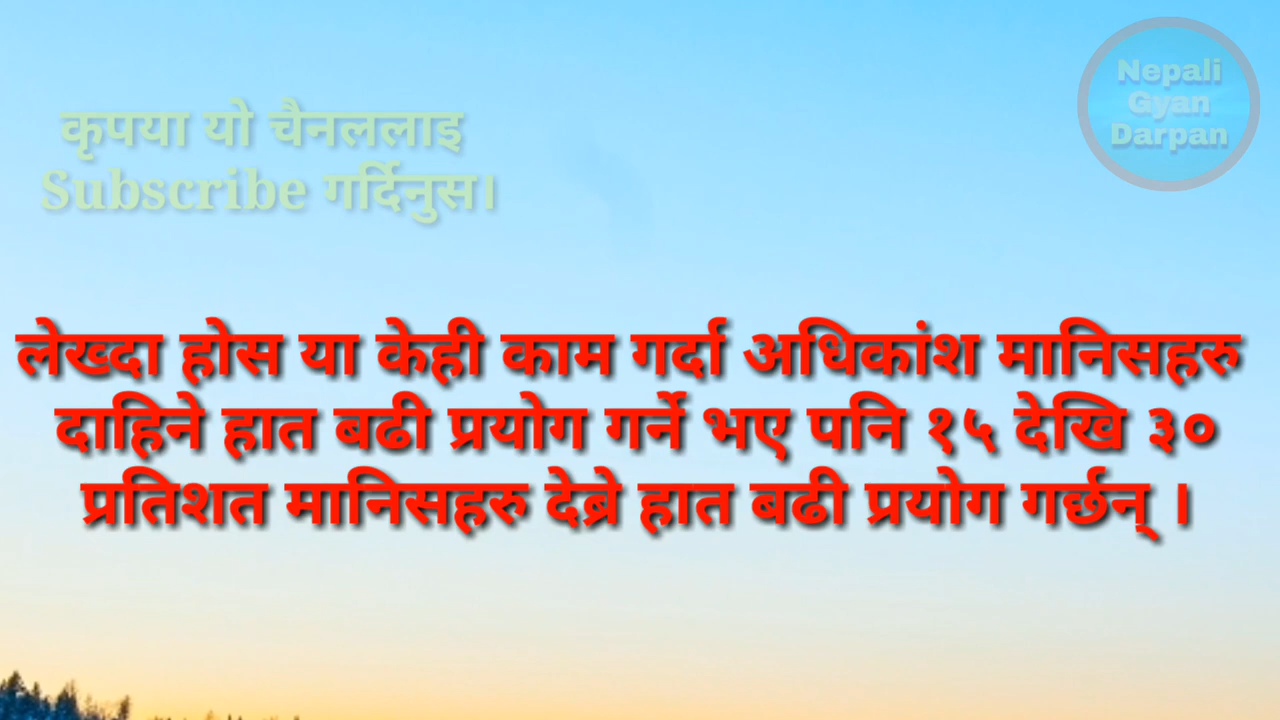 कृपया यो चैनललाइ
Subscribe गर्दिनुस।
Nepali
Gyan
Darpan
लेख्दा होस या केही काम गर्दा अधिकांश मानिसहरु
दाहिने हात बढी प्रयोग गर्ने भए पनि १५ देखि ३०
प्रतिशत मानिसहरु देब्रे हात बढी प्रयोग गर्छन् ।